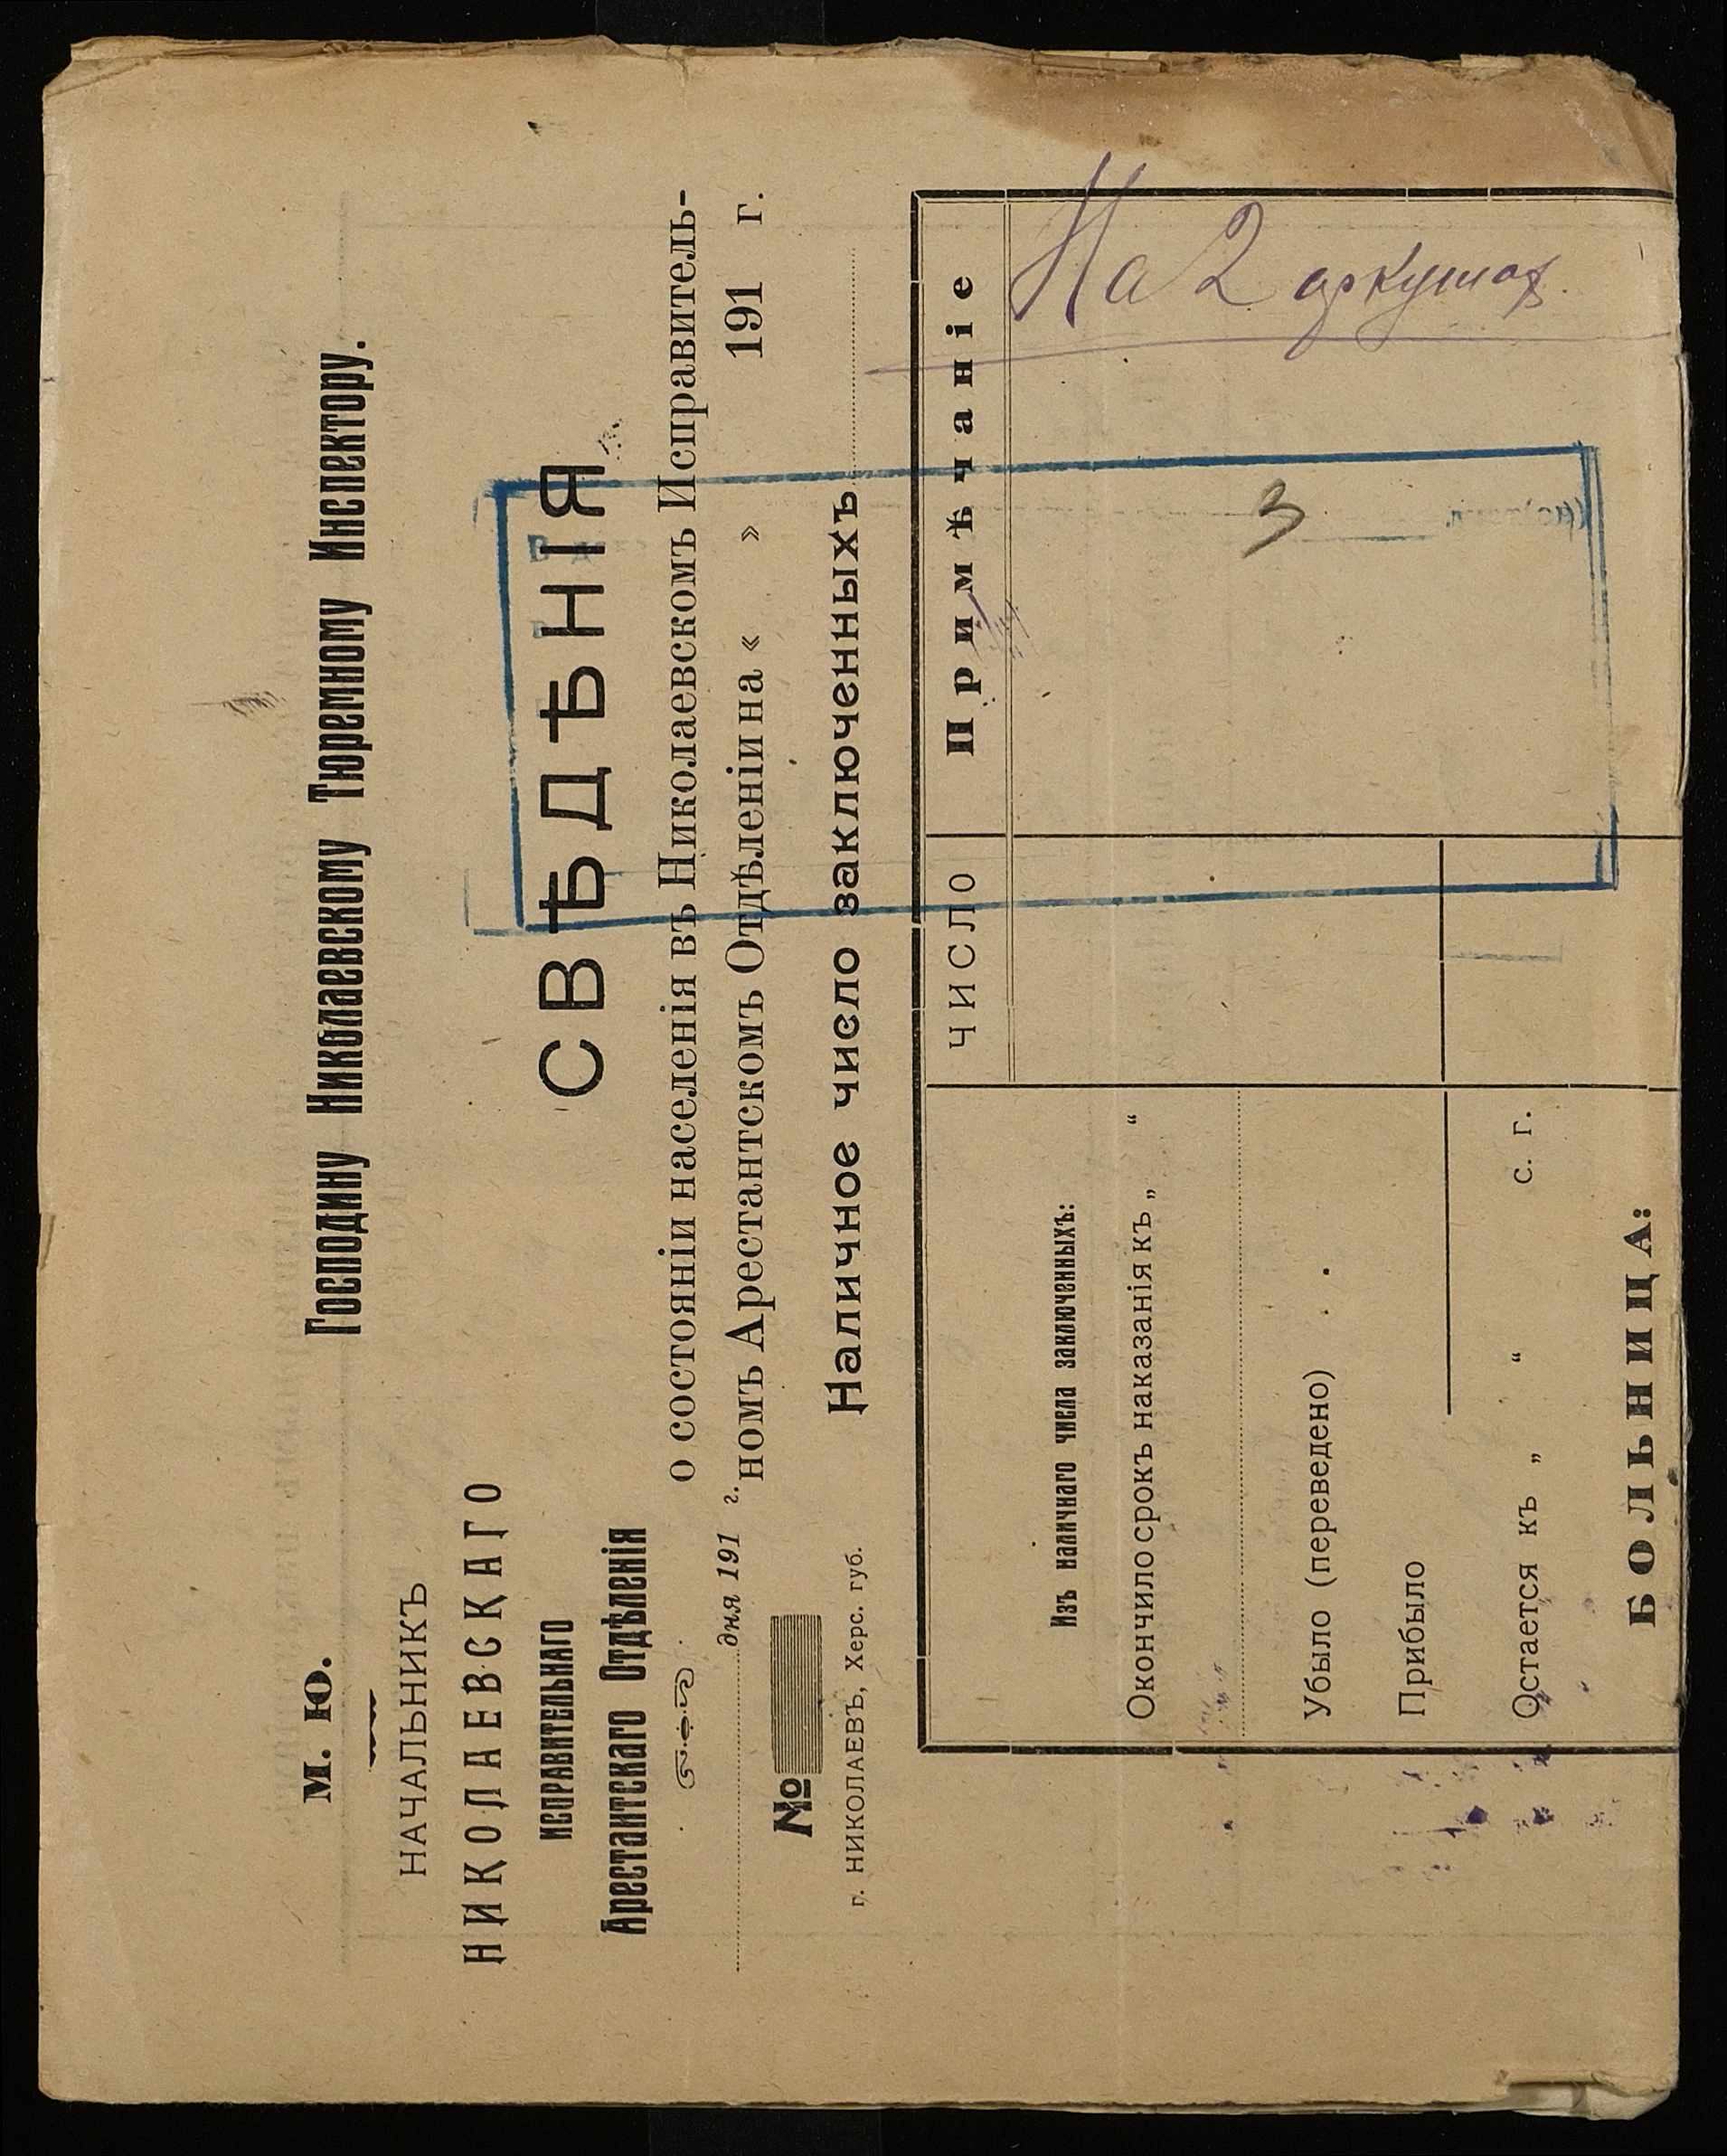 М. Ю.
НАЧАЛЬНИКЪ
НИКОЛАЕВСКАГО
ИСПРАВИТЕЛЬНАГО
Арестантскаго Отдѣленія
дня 191 г.
№
г. НИКОЛАЕВЪ, Херс. губ.
Господину Николаевскому Тюремному Инспектору.
СВѢДѢНІЯ
о состояніи населенія въ Николаевскомъ Исправитель-
номъ Арестантскомъ Отдѣленіи на « » 191 г.
Наличное число заключенныхъ
ЧИСЛО
Примѣчаніе
Изъ наличнаго числа заключенныхъ:
Окончило срокъ наказанія къ „ “
Убыло (переведено) . .
Прибыло
Остается къ „ “ с. г.
БОЛЬНИЦА:
На 2 аркушах.
3